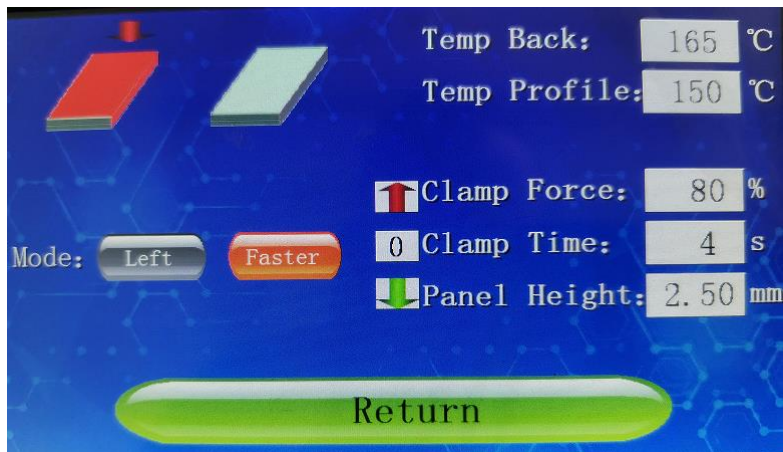 Temp Back: 165 ℃
Temp Profile: 150 ℃
Clamp Force: 80 %
Mode: Left Faster 0 Clamp Time: 4 s
Panel Height: 2.50 mm
Return